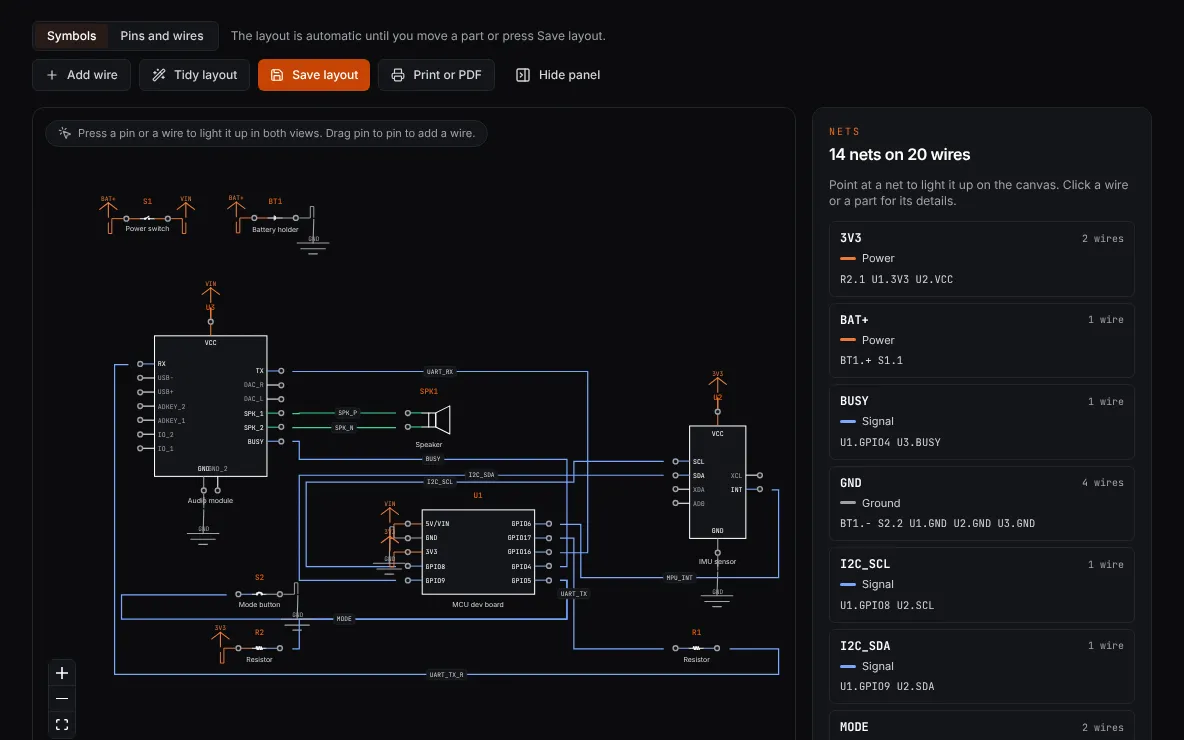 Symbols
Pins and wires
The layout is automatic until you move a part or press Save layout.
Add wire
Tidy layout
Save layout
Print or PDF
Hide panel
Press a pin or a wire to light it up in both views. Drag pin to pin to add a wire.
BAT+
S1
VIN
Power switch
BAT+
BT1
Battery holder
GND
VIN
U3
VCC
RX
USB-
USB+
ADKEY_2
ADKEY_1
IO_2
IO_1
TX
DAC_R
DAC_L
SPK_1
SPK_2
BUSY
GND
GND_2
Audio module
GND
UART_RX
SPK1
SPK_P
SPK_N
Speaker
BUSY
I2C_SDA
I2C_SCL
U1
VIN
3V3
GND
5V/VIN
GND
3V3
GPIO8
GPIO9
GPIO6
GPIO17
GPIO16
GPIO4
GPIO5
MCU dev board
3V3
U2
VCC
SCL
SDA
XDA
AD0
XCL
INT
GND
IMU sensor
GND
MPU_INT
UART_TX
S2
Mode button
GND
MODE
3V3
R2
Resistor
R1
Resistor
UART_TX_R
NETS
14 nets on 20 wires
Point at a net to light it up on the canvas. Click a wire
or a part for its details.
3V3 2 wires
Power
R2.1 U1.3V3 U2.VCC
BAT+ 1 wire
Power
BT1.+ S1.1
BUSY 1 wire
Signal
U1.GPIO4 U3.BUSY
GND 4 wires
Ground
BT1.- S2.2 U1.GND U2.GND U3.GND
I2C_SCL 1 wire
Signal
U1.GPIO8 U2.SCL
I2C_SDA 1 wire
Signal
U1.GPIO9 U2.SDA
MODE 2 wires